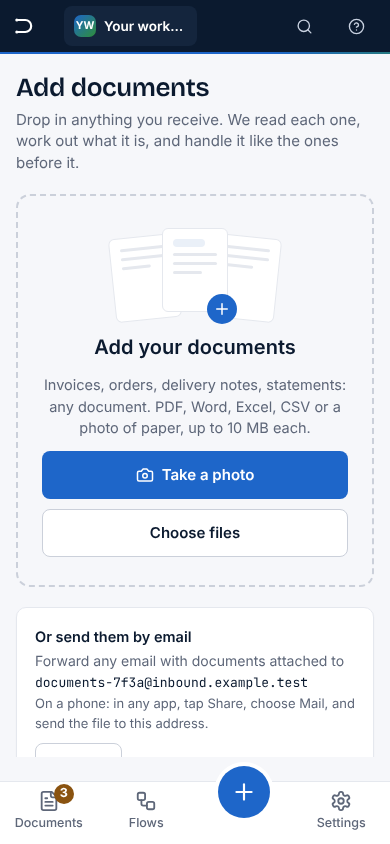 YW Your work...
Add documents
Drop in anything you receive. We read each one,
work out what it is, and handle it like the ones
before it.
Add your documents
Invoices, orders, delivery notes, statements:
any document. PDF, Word, Excel, CSV or a
photo of paper, up to 10 MB each.
Take a photo
Choose files
Or send them by email
Forward any email with documents attached to
documents-7f3a@inbound.example.test
On a phone: in any app, tap Share, choose Mail, and
send the file to this address.
3
Documents Flows Settings